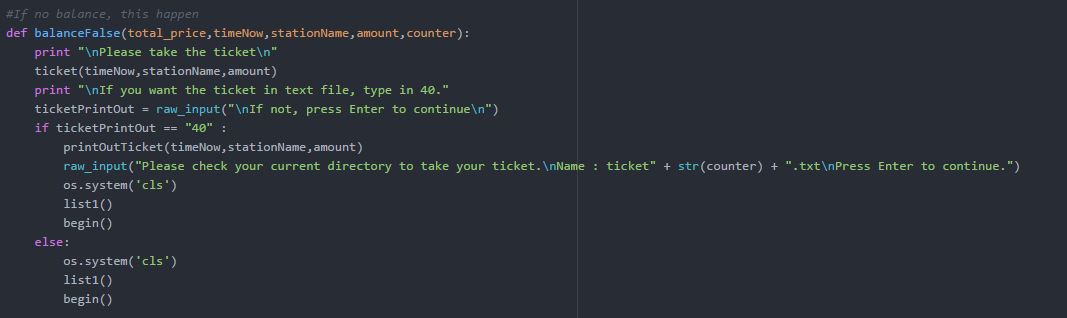 #If no balance, this happen
def balanceFalse(total_price,timeNow,stationName,amount,counter):
    print "\nPlease take the ticket\n"
    ticket(timeNow,stationName,amount)
    print "\nIf you want the ticket in text file, type in 40."
    ticketPrintOut = raw_input("\nIf not, press Enter to continue\n")
    if ticketPrintOut == "40" :
        printOutTicket(timeNow,stationName,amount)
        raw_input("Please check your current directory to take your ticket.\nName : ticket" + str(counter) + ".txt\nPress Enter to continue.")
        os.system('cls')
        list1()
        begin()
    else:
        os.system('cls')
        list1()
        begin()